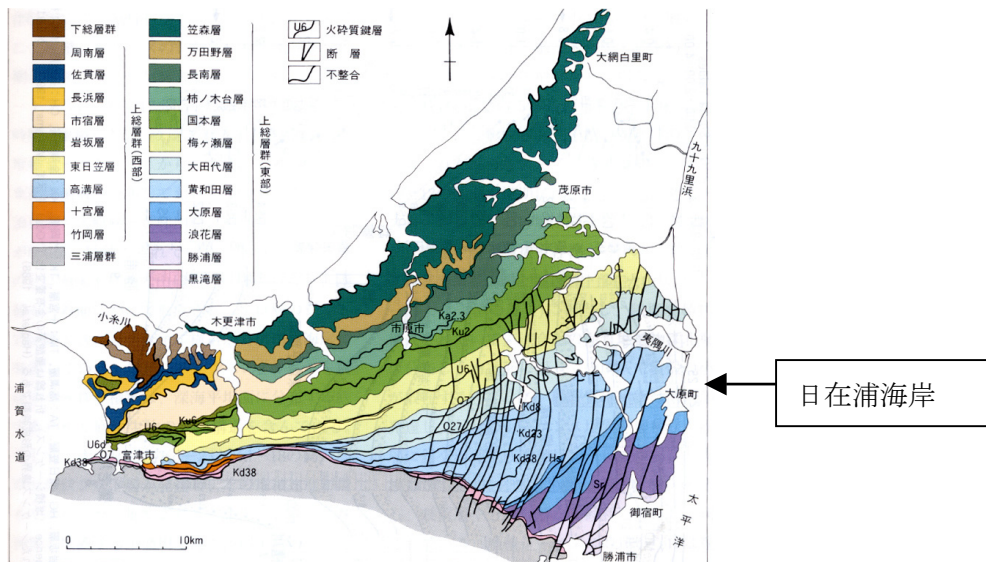 下総層群
周南層
佐貫層
長浜層
市宿層
岩坂層
東日笠層
高溝層
十宮層
竹岡層
三浦層群
上総層群(西部)
笠森層
万田野層
長南層
柿ノ木台層
国本層
梅ヶ瀬層
大田代層
黄和田層
大原層
浪花層
勝浦層
黒滝層
上総層群(東部)
U6 火砕質鍵層
断層
不整合
大網白里町
九十九里浜
茂原市
小糸川
木更津市
市原市
Ka2.3
Ku2
夷隅川
浦賀水道
U6
大原町
日在浦海岸
O7
Kd8
Ku6
U6
O27
Kd23
U6d
O7
富津市
Kd38
Kd38
Kd38
Ha2
Sr
御宿町
太平洋
勝浦市
0 10km